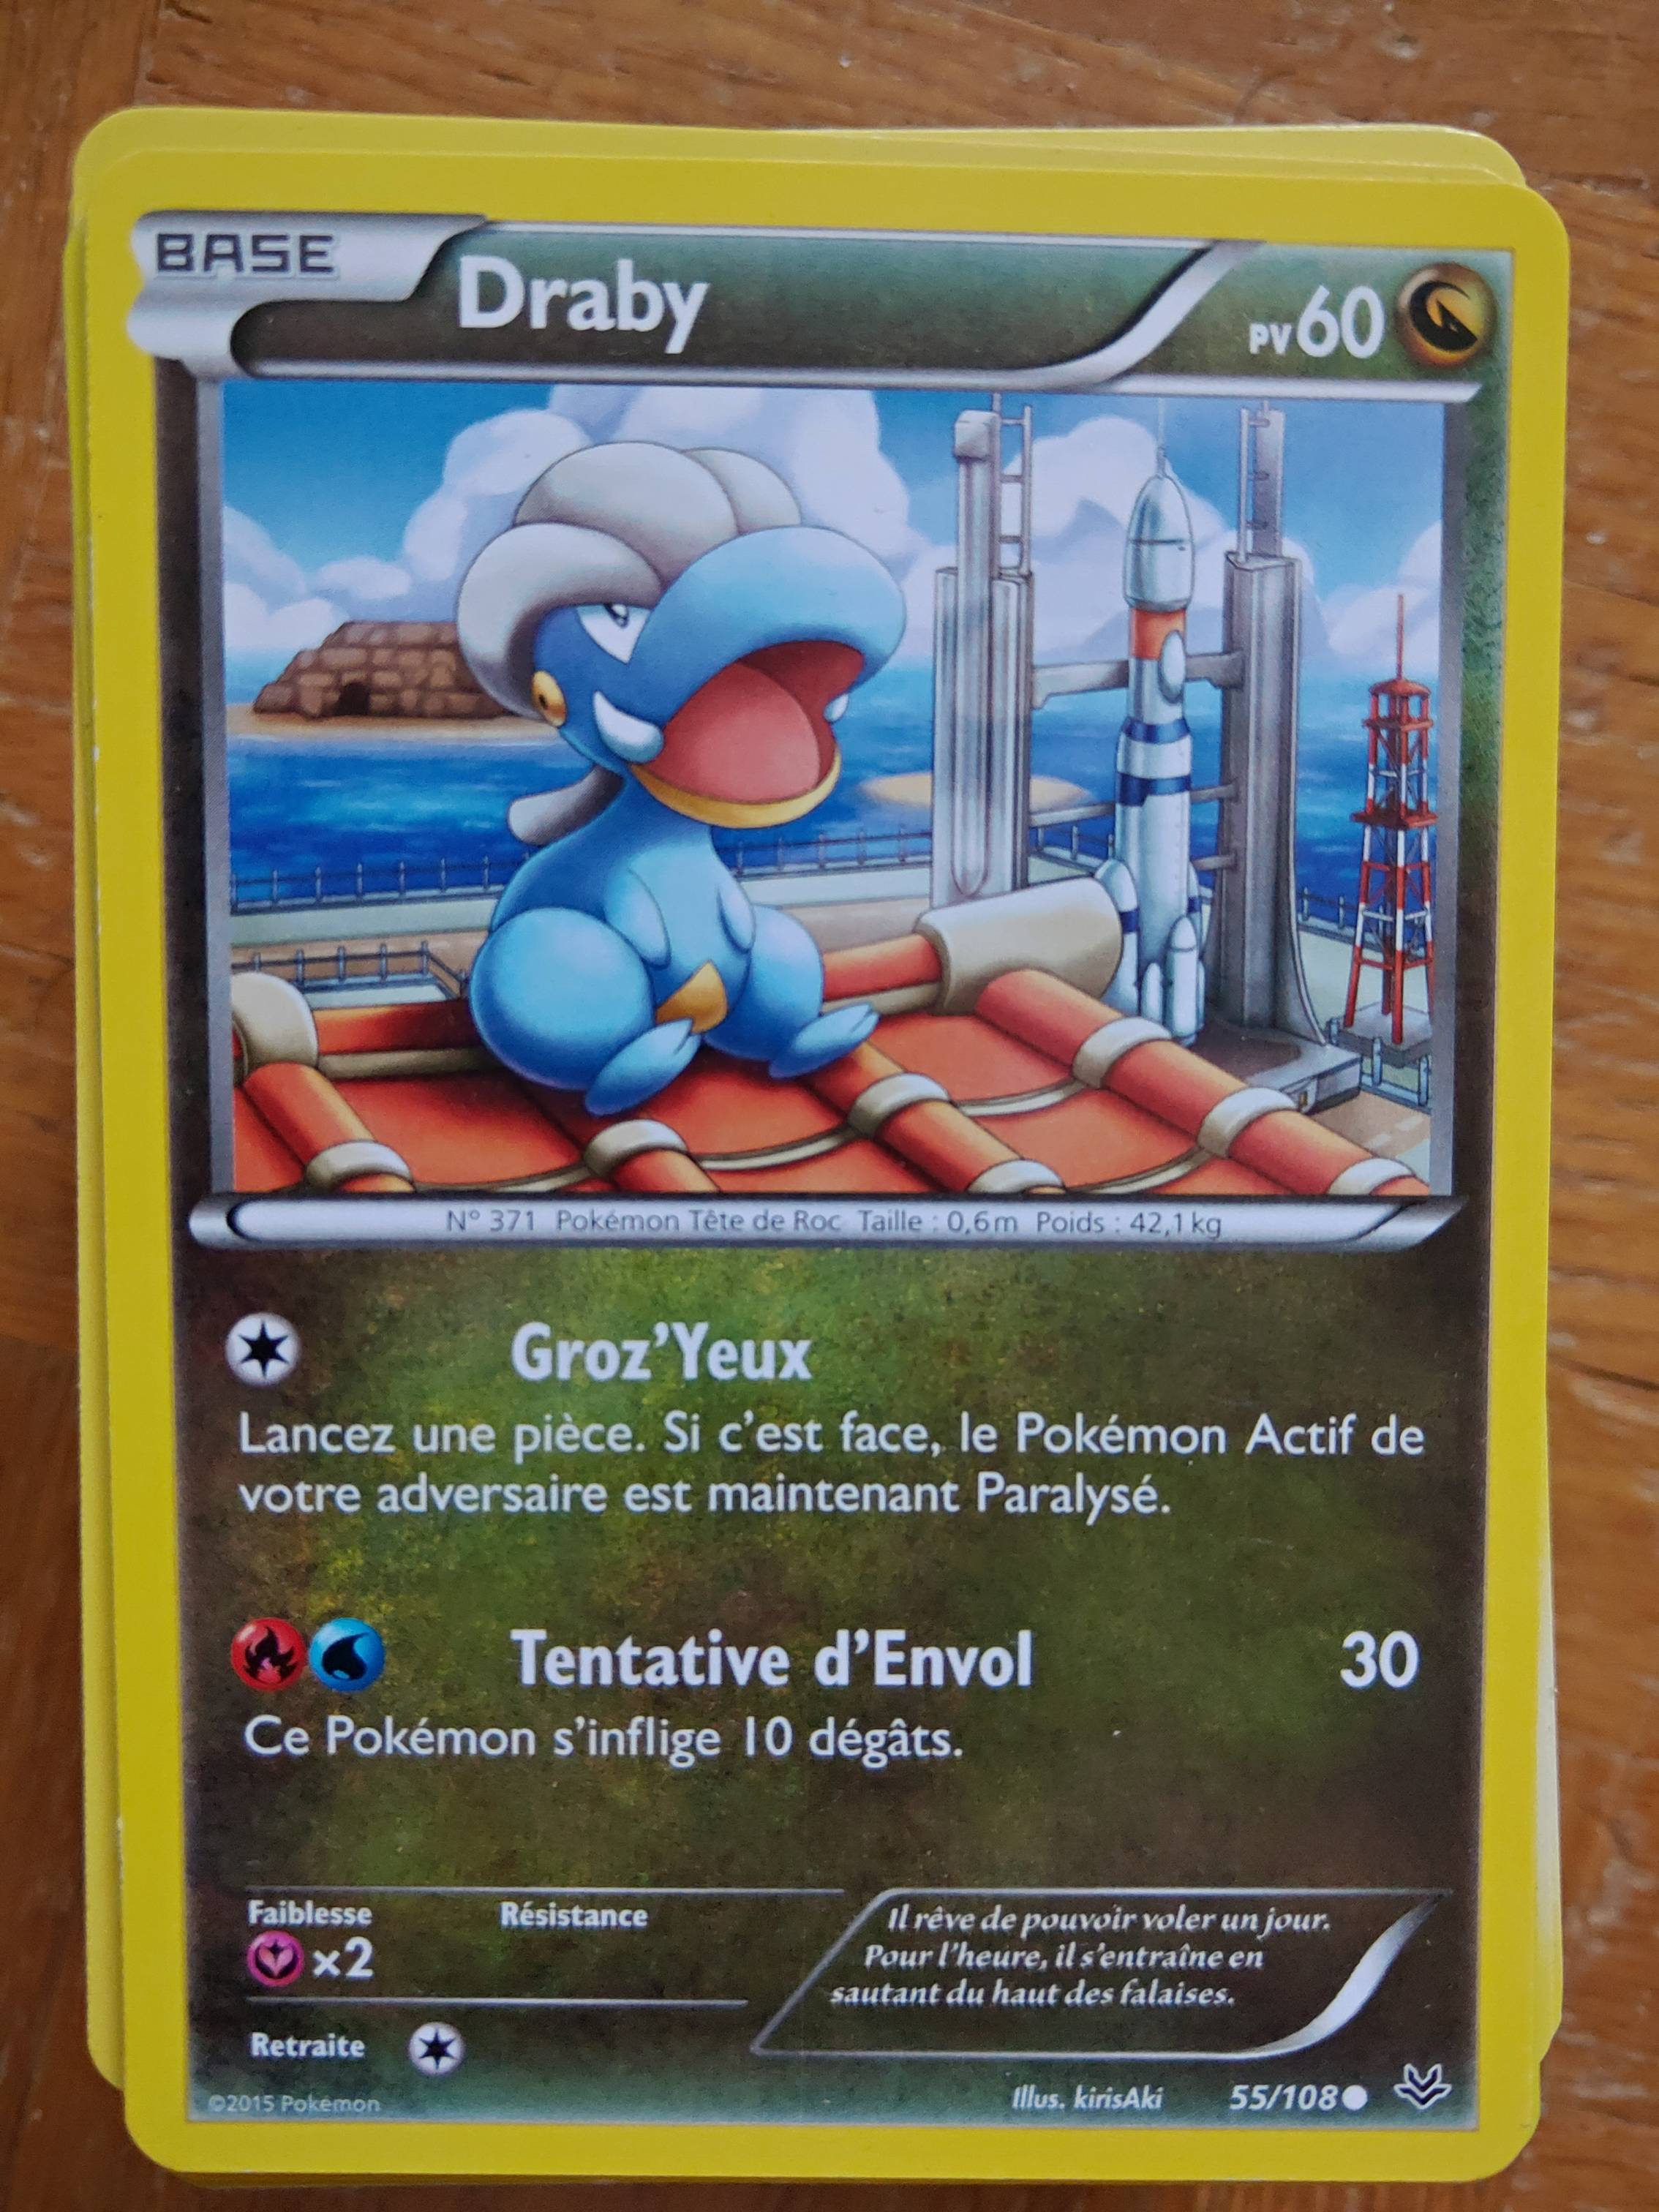 BASE
Draby
PV60
N° 371 Pokémon Tête de Roc Taille : 0,6m Poids : 42,1kg
Groz'Yeux
Lancez une pièce. Si c'est face, le Pokémon Actif de
votre adversaire est maintenant Paralysé.
Tentative d'Envol 30
Ce Pokémon s'inflige 10 dégâts.
Faiblesse Résistance
×2
Il rêve de pouvoir voler un jour.
Pour l'heure, il s'entraîne en
sautant du haut des falaises.
Retraite
©2015 Pokémon
Illus. kirisAki 55/108